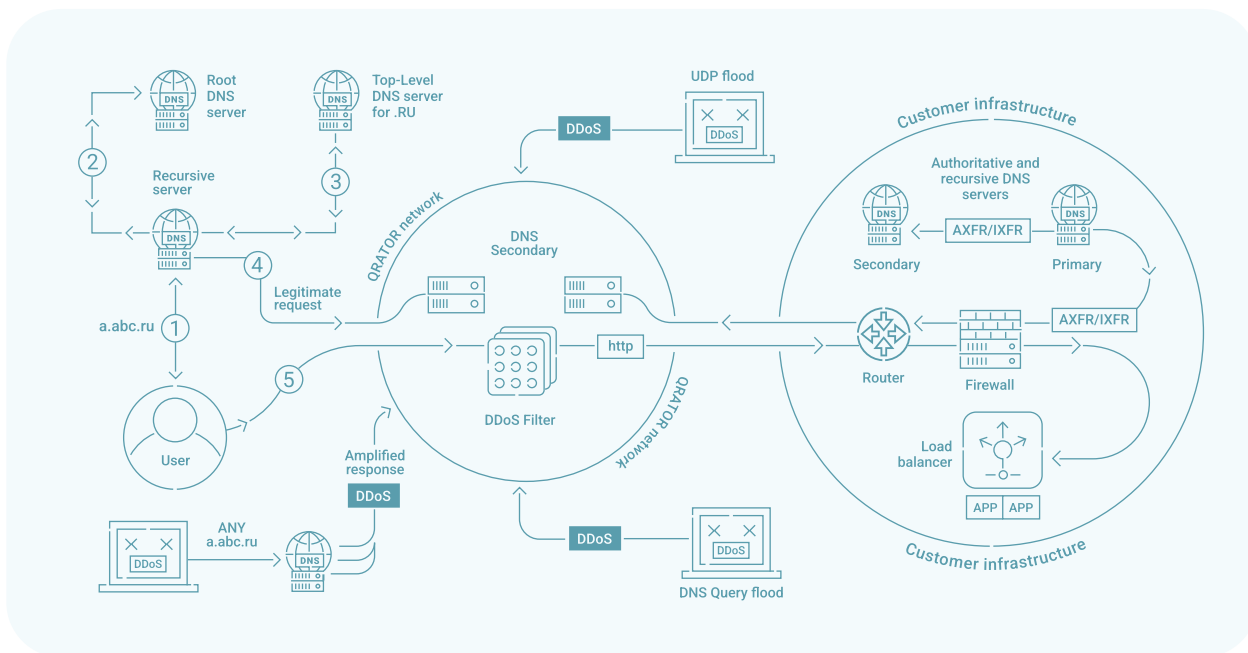 Root
DNS
server
DNS
Top-Level
DNS server
for .RU
DNS
2
3
Recursive
server
DNS
4
Legitimate
request
a.abc.ru
1
5
User
UDP flood
DDoS
DDoS
QRATOR network
DNS
Secondary
http
DDoS Filter
QRATOR network
Amplified
response
DDoS
ANY
a.abc.ru
DDoS
DNS
DDoS
DDoS
DNS Query flood
Customer infrastructure
Authoritative and
recursive DNS
servers
DNS
AXFR/IXFR
DNS
Secondary
Primary
AXFR/IXFR
Router
Firewall
Load
balancer
APP
APP
Customer infrastructure